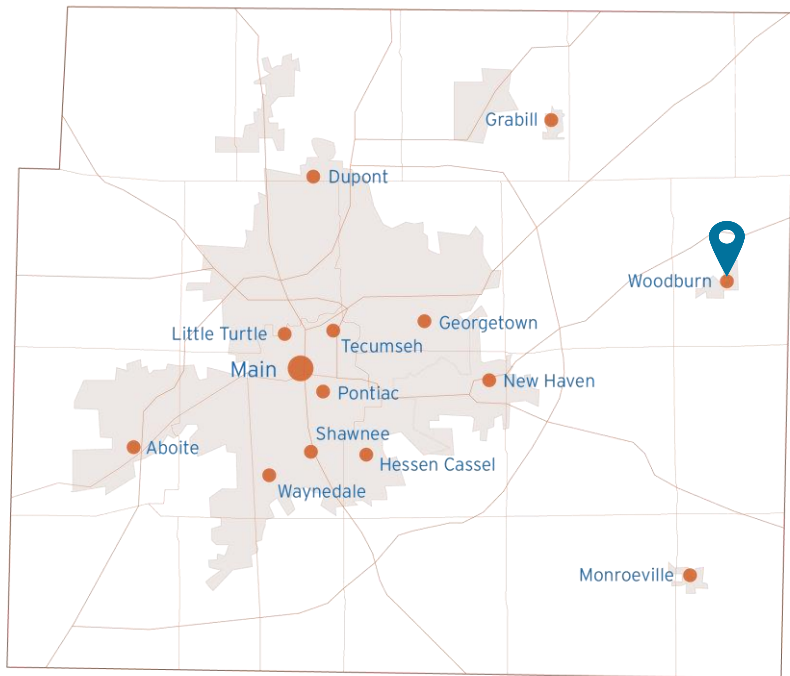 Grabill
Dupont
Woodburn
Georgetown
Little Turtle
Tecumseh
Main
New Haven
Pontiac
Shawnee
Aboite
Hessen Cassel
Waynedale
Monroeville